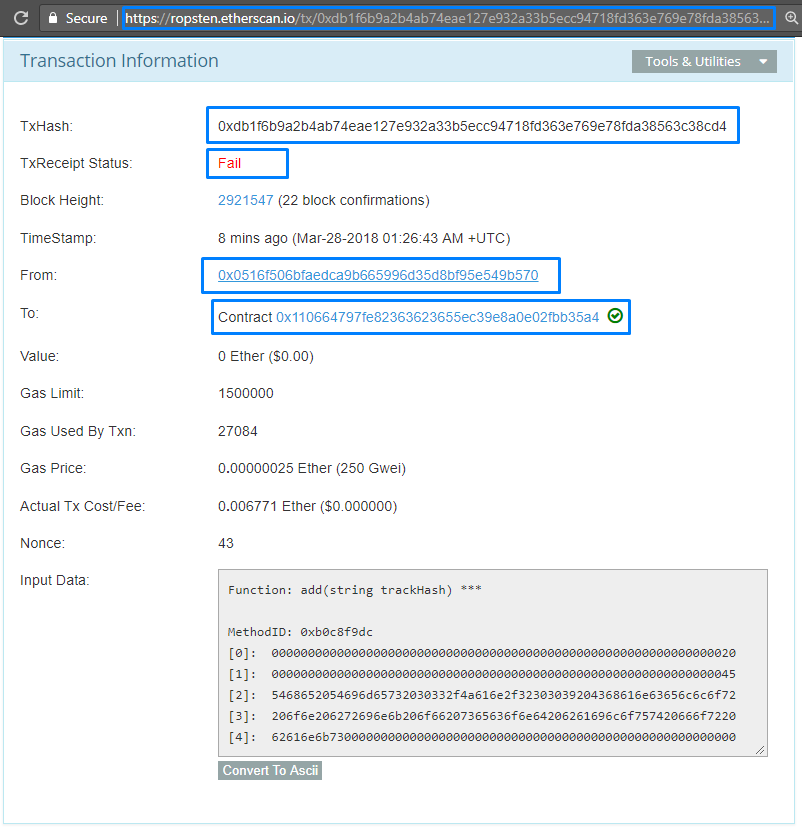 Secure https://ropsten.etherscan.io/tx/0xdb1f6b9a2b4ab74eae127e932a33b5ecc94718fd363e769e78fda38563...
Transaction Information Tools & Utilities
TxHash: 0xdb1f6b9a2b4ab74eae127e932a33b5ecc94718fd363e769e78fda38563c38cd4
TxReceipt Status: Fail
Block Height: 2921547 (22 block confirmations)
TimeStamp: 8 mins ago (Mar-28-2018 01:26:43 AM +UTC)
From: 0x0516f506bfaedca9b665996d35d8bf95e549b570
To: Contract 0x110664797fe82363623655ec39e8a0e02fbb35a4
Value: 0 Ether ($0.00)
Gas Limit: 1500000
Gas Used By Txn: 27084
Gas Price: 0.00000025 Ether (250 Gwei)
Actual Tx Cost/Fee: 0.006771 Ether ($0.000000)
Nonce: 43
Input Data:
Function: add(string trackHash) ***
MethodID: 0xb0c8f9dc
[0]: 0000000000000000000000000000000000000000000000000000000000000020
[1]: 0000000000000000000000000000000000000000000000000000000000000045
[2]: 5468652054696d65732030332f4a616e2f32303039204368616e63656c6c6f72
[3]: 206f6e206272696e6b206f66207365636f6e64206261696c6f757420666f7220
[4]: 62616e6b73000000000000000000000000000000000000000000000000000000
Convert To Ascii